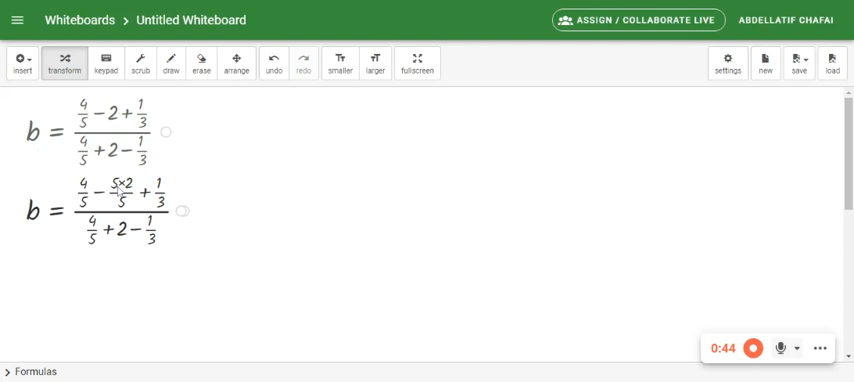 Whiteboards > Untitled Whiteboard ASSIGN / COLLABORATE LIVE ABDELLATIF CHAFAI
insert transform keypad scrub draw erase arrange undo redo smaller larger fullscreen settings new save load
b = (4/5 − 2 + 1/3) / (4/5 + 2 − 1/3)
b = (4/5 − 5×2/5 + 1/3) / (4/5 + 2 − 1/3)
0:44
> Formulas